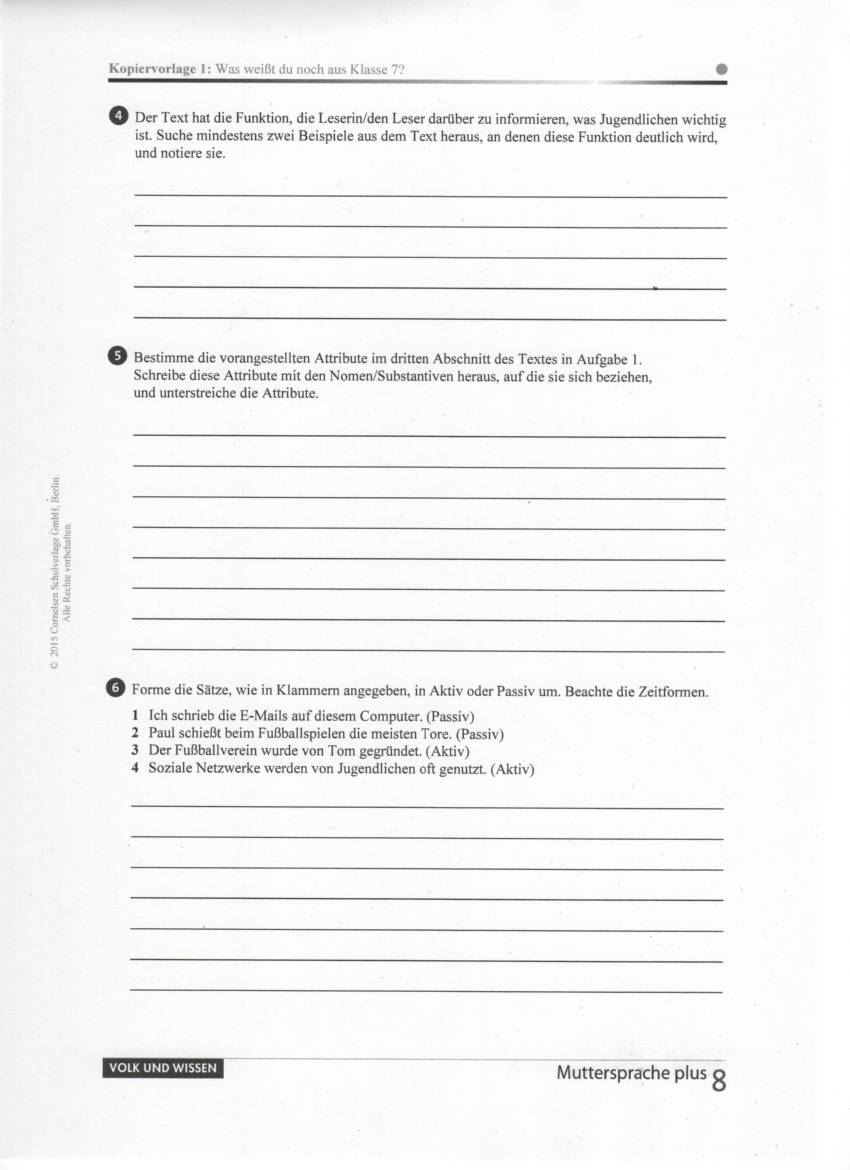 Kopiervorlage 1: Was weißt du noch aus Klasse 7?
4 Der Text hat die Funktion, die Leserin/den Leser darüber zu informieren, was Jugendlichen wichtig
ist. Suche mindestens zwei Beispiele aus dem Text heraus, an denen diese Funktion deutlich wird,
und notiere sie.
5 Bestimme die vorangestellten Attribute im dritten Abschnitt des Textes in Aufgabe 1.
Schreibe diese Attribute mit den Nomen/Substantiven heraus, auf die sie sich beziehen,
und unterstreiche die Attribute.
© 2015 Cornelsen Schulverlage GmbH, Berlin.
Alle Rechte vorbehalten.
6 Forme die Sätze, wie in Klammern angegeben, in Aktiv oder Passiv um. Beachte die Zeitformen.
1 Ich schrieb die E-Mails auf diesem Computer. (Passiv)
2 Paul schießt beim Fußballspielen die meisten Tore. (Passiv)
3 Der Fußballverein wurde von Tom gegründet. (Aktiv)
4 Soziale Netzwerke werden von Jugendlichen oft genutzt. (Aktiv)
VOLK UND WISSEN
Muttersprache plus 8